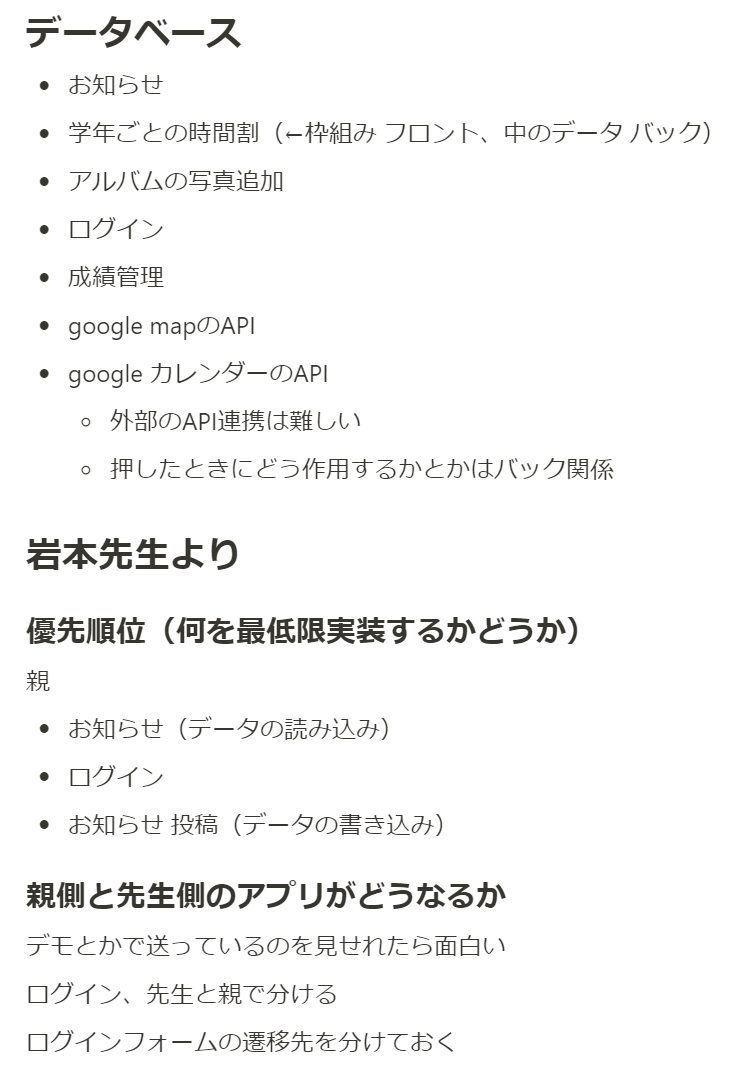 データベース
お知らせ
学年ごとの時間割（←枠組み フロント、中のデータ バック）
アルバムの写真追加
ログイン
成績管理
google mapのAPI
google カレンダーのAPI
外部のAPI連携は難しい
押したときにどう作用するかとかはバック関係
岩本先生より
優先順位（何を最低限実装するかどうか）
親
お知らせ（データの読み込み）
ログイン
お知らせ 投稿（データの書き込み）
親側と先生側のアプリがどうなるか
デモとかで送っているのを見せれたら面白い
ログイン、先生と親で分ける
ログインフォームの遷移先を分けておく